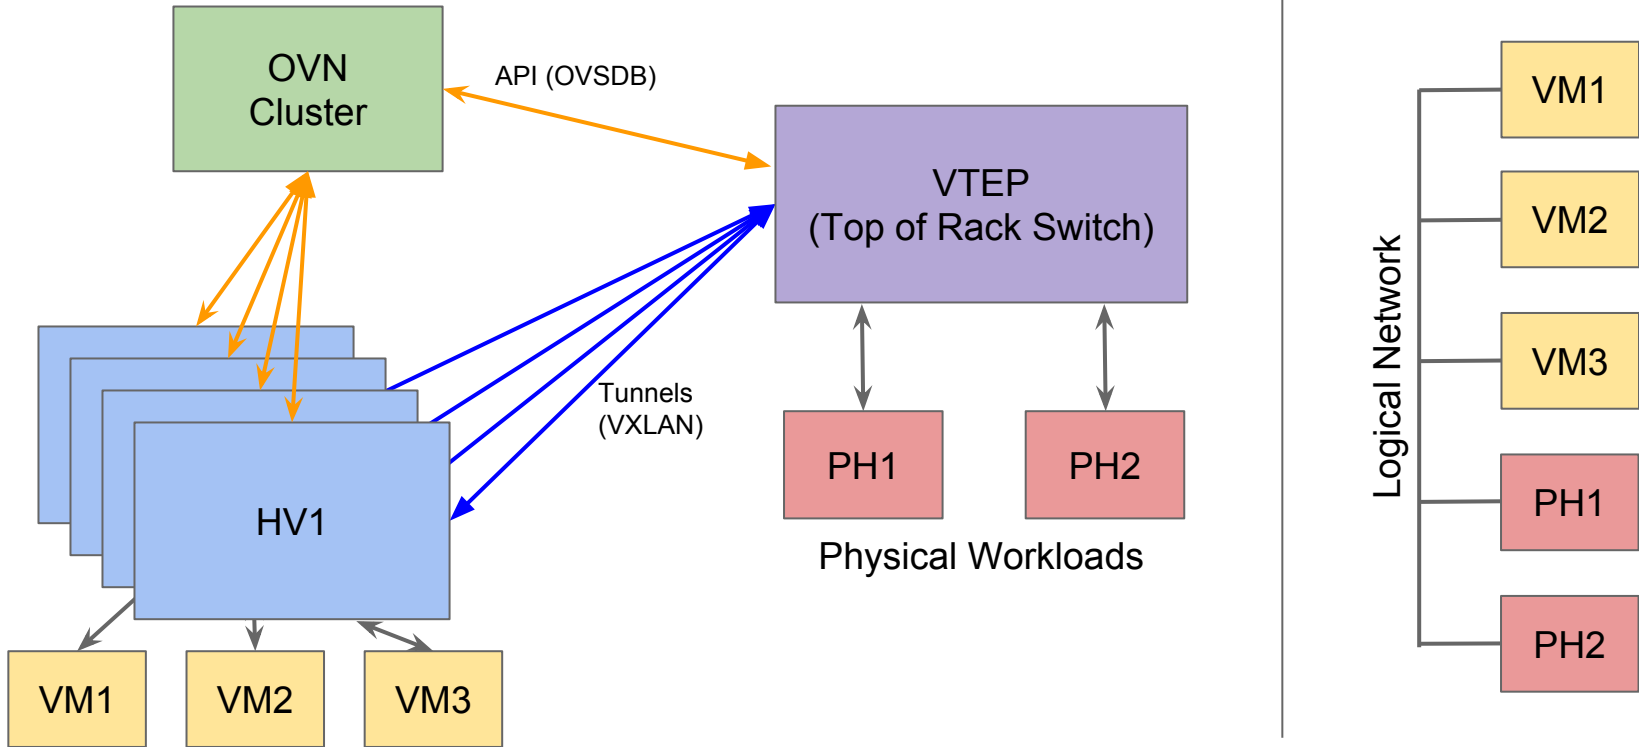 OVN
Cluster
API (OVSDB)
VTEP
(Top of Rack Switch)
Tunnels
(VXLAN)
HV1
PH1
PH2
Physical Workloads
VM1
VM2
VM3
Logical Network
VM1
VM2
VM3
PH1
PH2